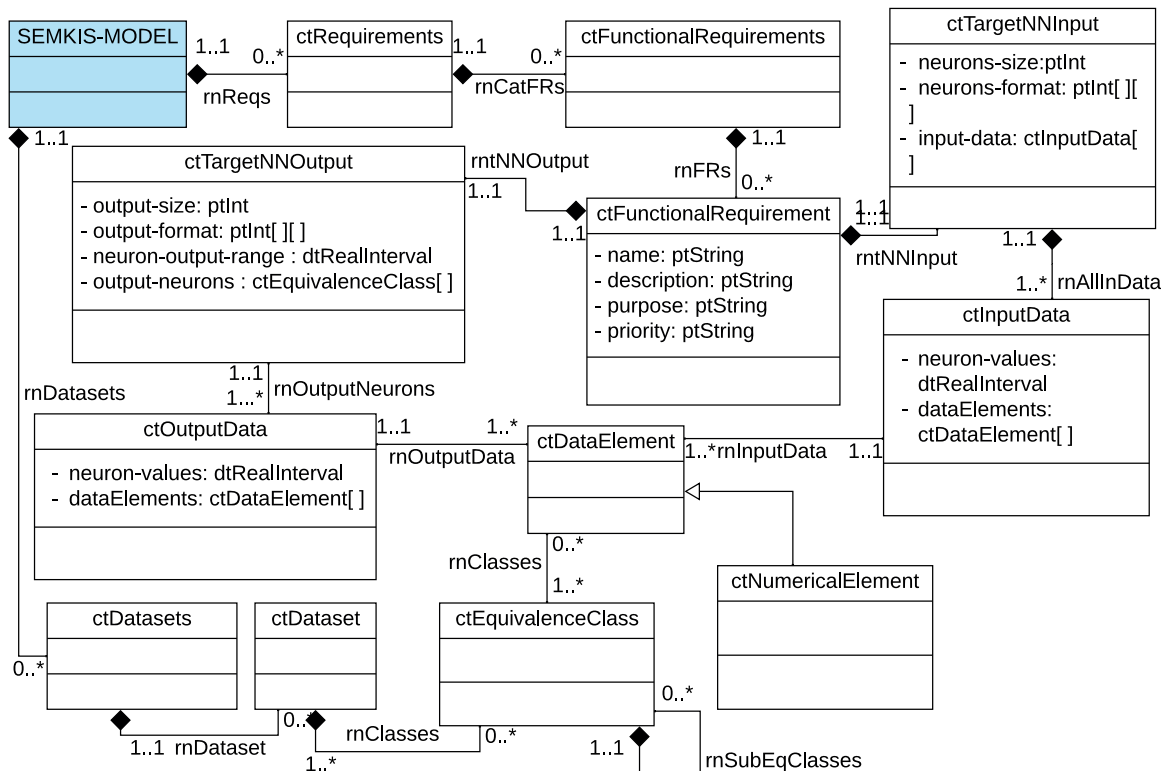 SEMKIS-MODEL
1..1
0..*
rnReqs
ctRequirements
1..1
0..*
rnCatFRs
ctFunctionalRequirements
ctTargetNNInput
- neurons-size:ptInt
- neurons-format: ptInt[ ][
]
- input-data: ctInputData[
]
1..1
1..1
rnFRs
0..*
ctTargetNNOutput
- output-size: ptInt
- output-format: ptInt[ ][ ]
- neuron-output-range : dtRealInterval
- output-neurons : ctEquivalenceClass[ ]
rntNNOutput
1..1
1..1
ctFunctionalRequirement
- name: ptString
- description: ptString
- purpose: ptString
- priority: ptString
1..1
1..1
rntNNInput
1..1
1..*
rnAllInData
ctInputData
- neuron-values:
dtRealInterval
- dataElements:
ctDataElement[ ]
rnDatasets
1..1
rnOutputNeurons
1...*
ctOutputData
- neuron-values: dtRealInterval
- dataElements: ctDataElement[ ]
1..1
1..*
rnOutputData
ctDataElement
1..*
rnInputData
1..1
0..*
rnClasses
1..*
ctNumericalElement
ctDatasets
ctDataset
ctEquivalenceClass
0..*
1..1
rnDataset
0..*
rnClasses
1..*
0..*
1..1
0..*
rnSubEqClasses